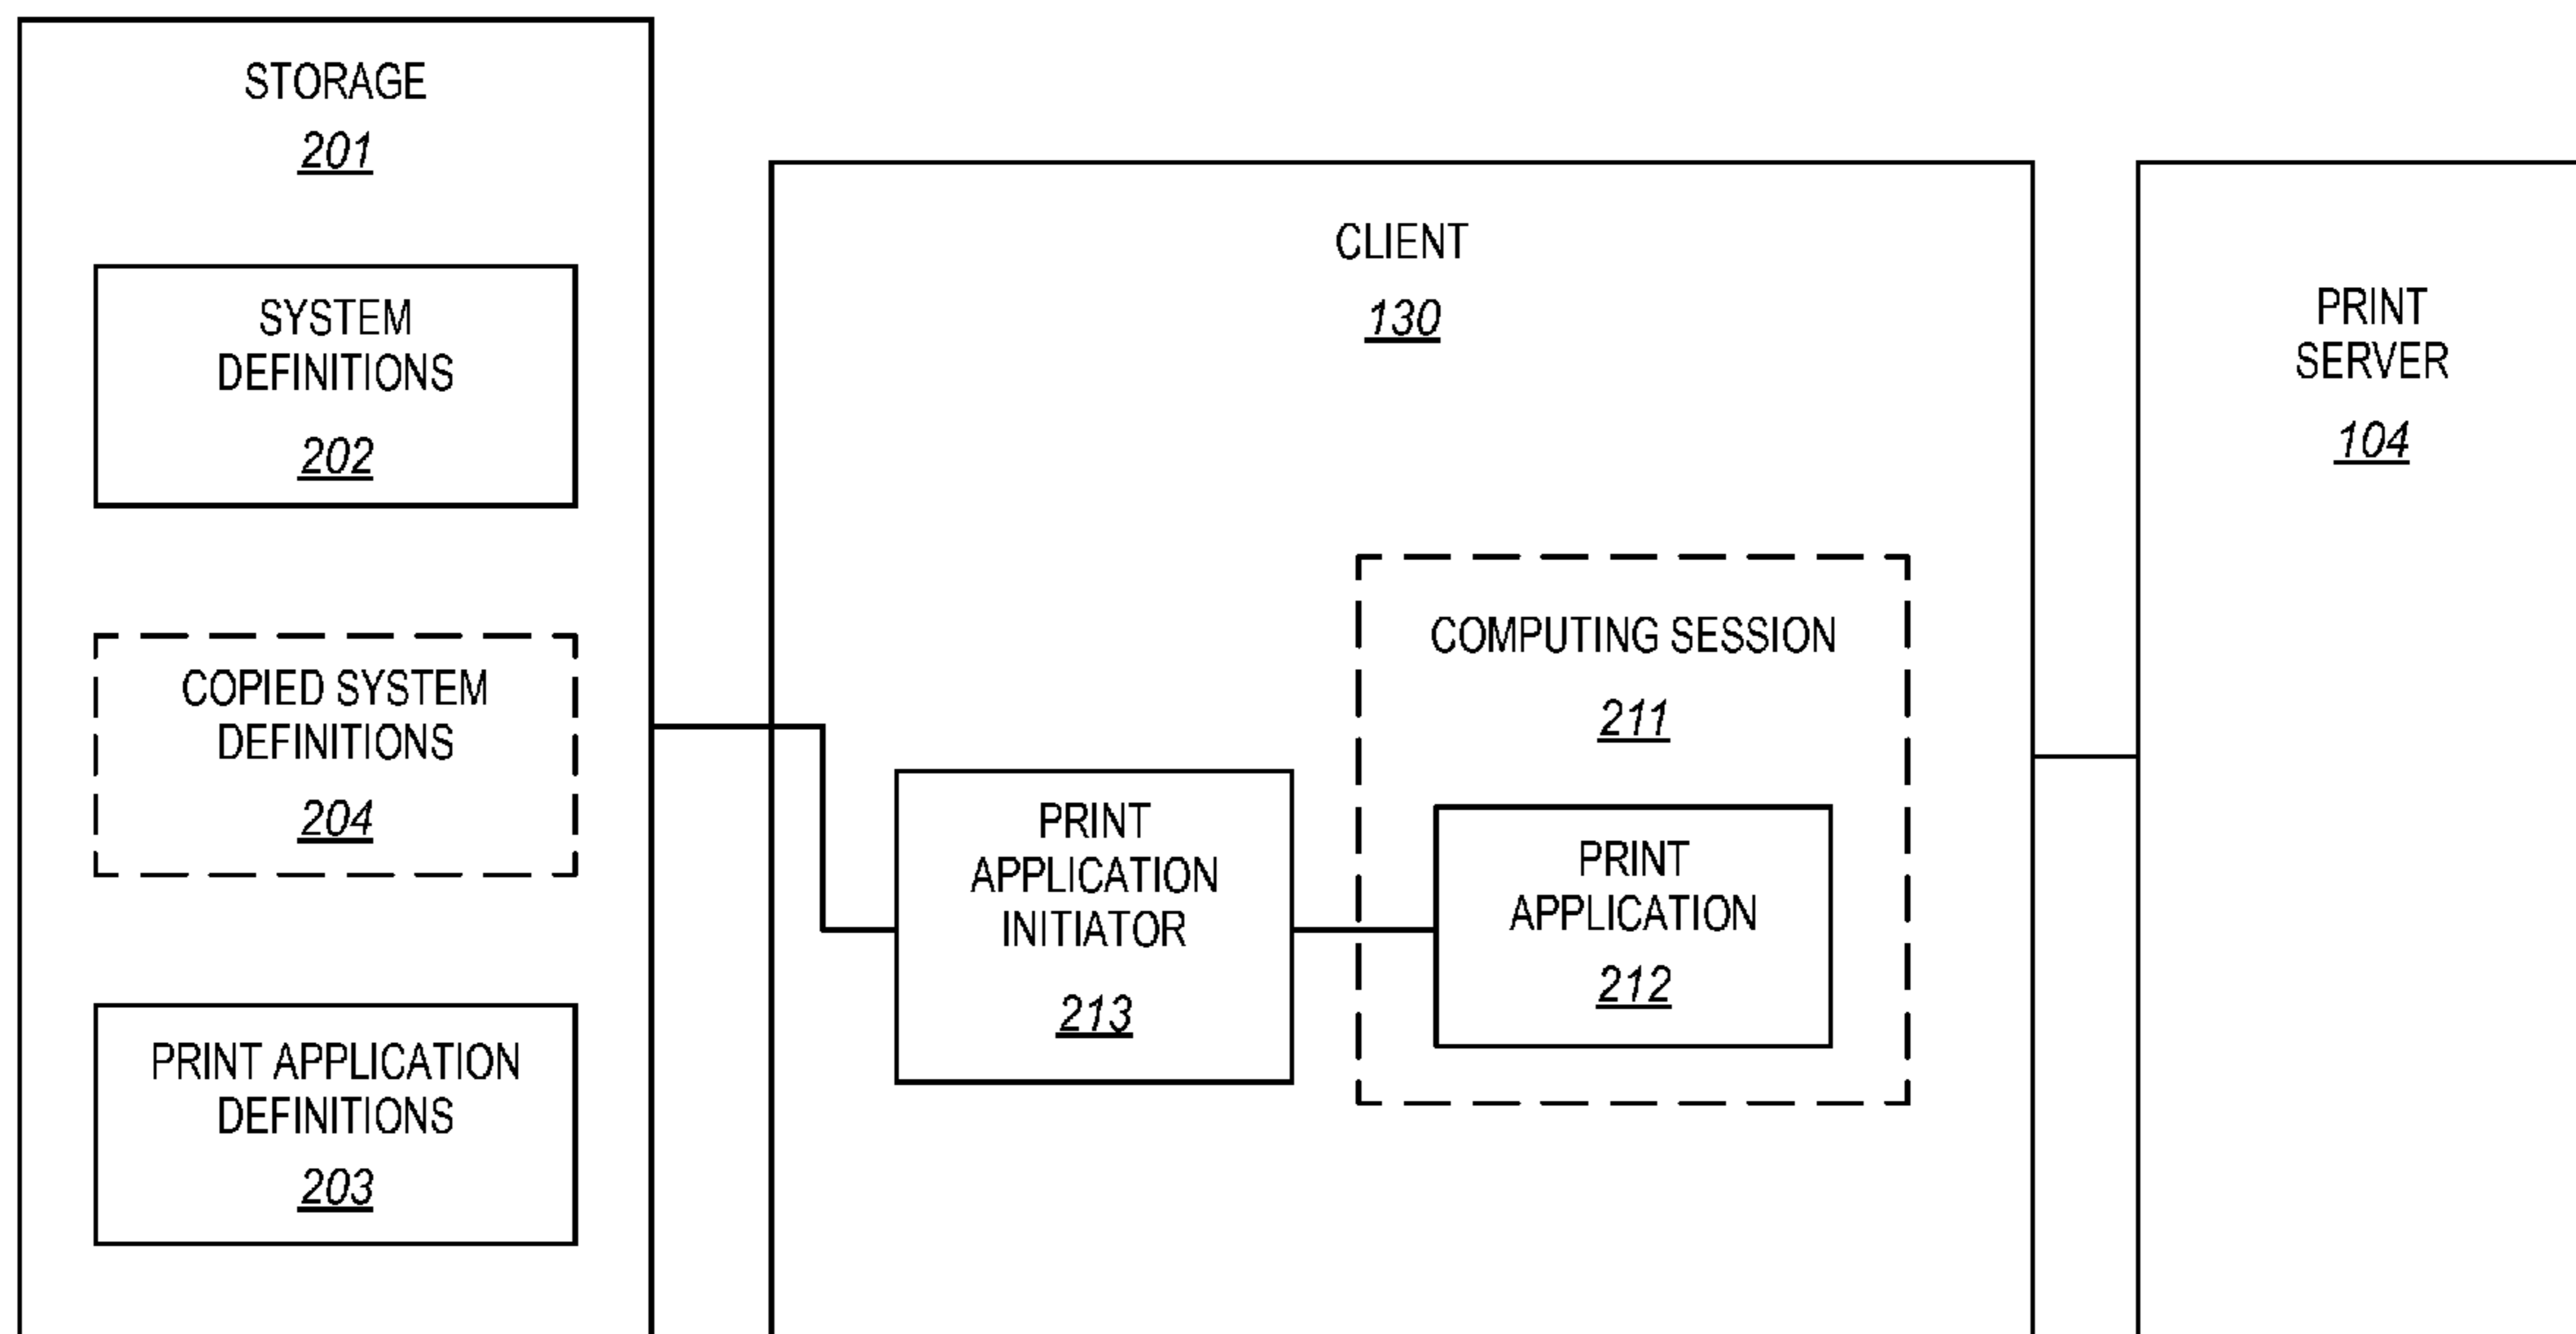 STORAGE
201
SYSTEM
DEFINITIONS
202
COPIED SYSTEM
DEFINITIONS
204
PRINT APPLICATION
DEFINITIONS
203
CLIENT
130
PRINT
APPLICATION
INITIATOR
213
COMPUTING SESSION
211
PRINT
APPLICATION
212
PRINT
SERVER
104